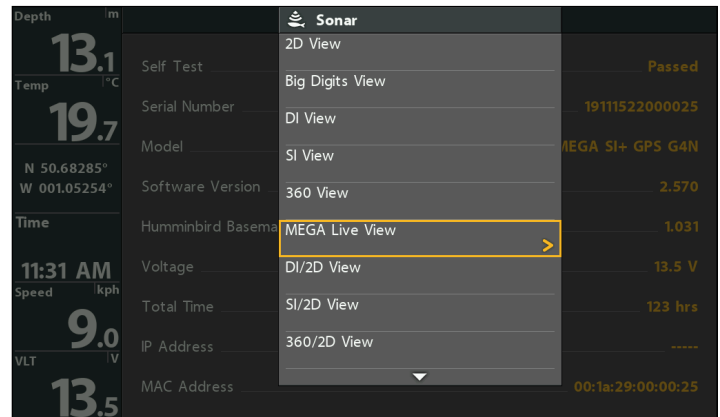 Depth m
13.1
Temp °C
19.7
N 50.68285°
W 001.05254°
Time
11:31 AM
Speed kph
9.0
VLT V
13.5
Sonar
2D View
Big Digits View
DI View
SI View
360 View
MEGA Live View
DI/2D View
SI/2D View
360/2D View
Self Test Passed
Serial Number 19111522000025
Model MEGA SI+ GPS G4N
Software Version 2.570
Humminbird Basema 1.031
Voltage 13.5 V
Total Time 123 hrs
IP Address -----
MAC Address 00:1a:29:00:00:25